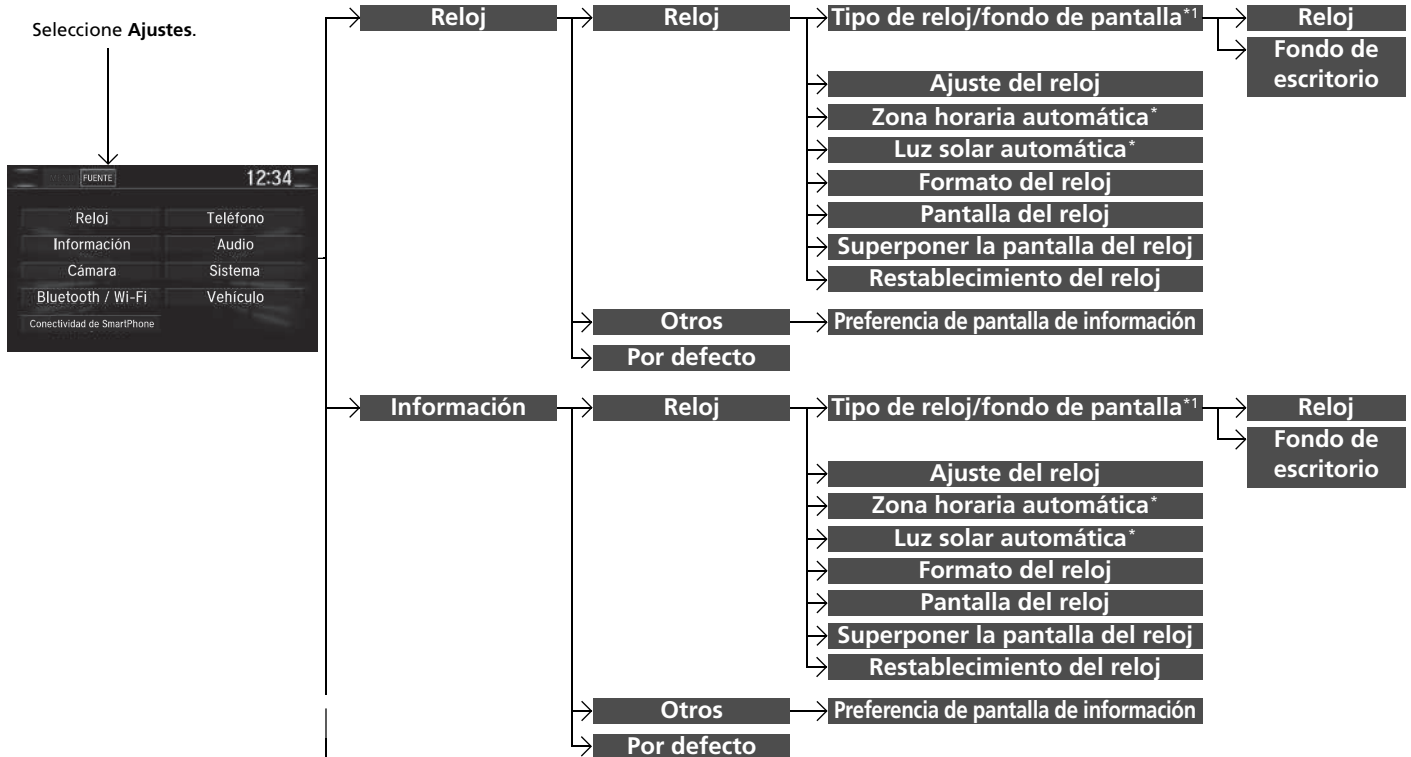 Seleccione Ajustes.
FUENTE
12:34
Reloj
Teléfono
Información
Audio
Cámara
Sistema
Bluetooth / Wi-Fi
Vehículo
Conectividad de SmartPhone
Reloj
Reloj
Tipo de reloj/fondo de pantalla*1
Reloj
Fondo de
escritorio
Ajuste del reloj
Zona horaria automática*
Luz solar automática*
Formato del reloj
Pantalla del reloj
Superponer la pantalla del reloj
Restablecimiento del reloj
Otros
Preferencia de pantalla de información
Por defecto
Información
Reloj
Tipo de reloj/fondo de pantalla*1
Reloj
Fondo de
escritorio
Ajuste del reloj
Zona horaria automática*
Luz solar automática*
Formato del reloj
Pantalla del reloj
Superponer la pantalla del reloj
Restablecimiento del reloj
Otros
Preferencia de pantalla de información
Por defecto